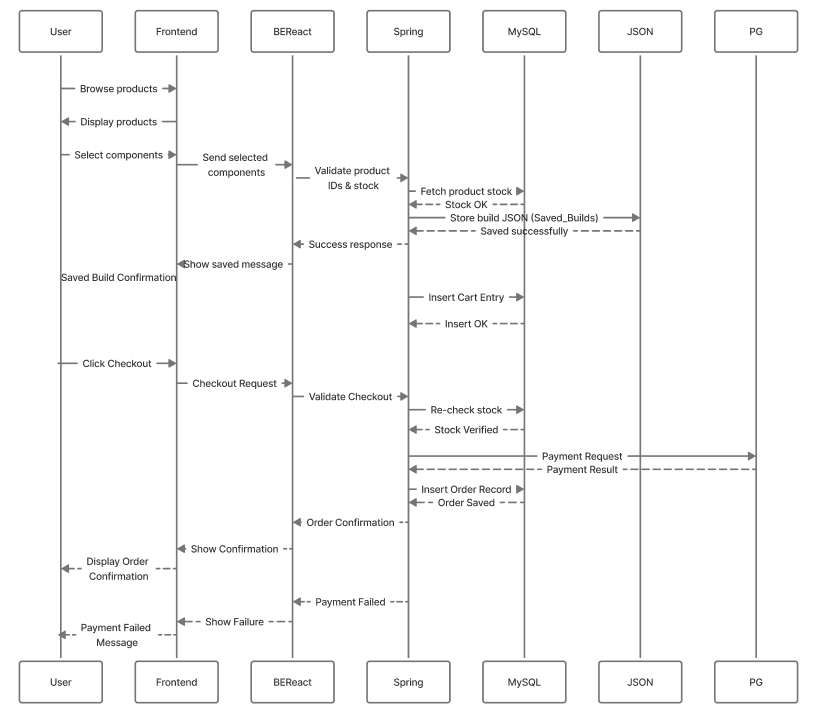 User
Frontend
BEReact
Spring
MySQL
JSON
PG
Browse products
Display products
Select components
Send selected
components
Validate product
IDs & stock
Fetch product stock
Stock OK
Store build JSON (Saved_Builds)
Saved successfully
Success response
Show saved message
Saved Build Confirmation
Insert Cart Entry
Insert OK
Click Checkout
Checkout Request
Validate Checkout
Re-check stock
Stock Verified
Payment Request
Payment Result
Insert Order Record
Order Saved
Order Confirmation
Show Confirmation
Display Order
Confirmation
Payment Failed
Show Failure
Payment Failed
Message
User
Frontend
BEReact
Spring
MySQL
JSON
PG